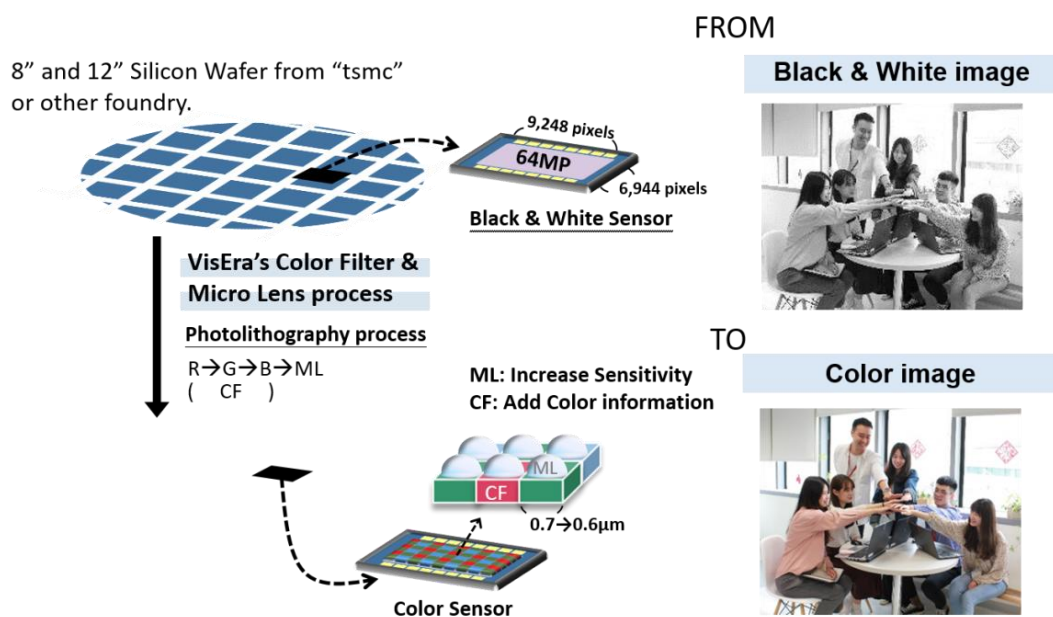 FROM
8” and 12” Silicon Wafer from “tsmc”
or other foundry.
Black & White image
9,248 pixels
64MP
6,944 pixels
Black & White Sensor
VisEra’s Color Filter &
Micro Lens process
Photolithography process
R→G→B→ML
( CF )
TO
ML: Increase Sensitivity
CF: Add Color information
Color image
ML
CF
0.7→0.6μm
Color Sensor